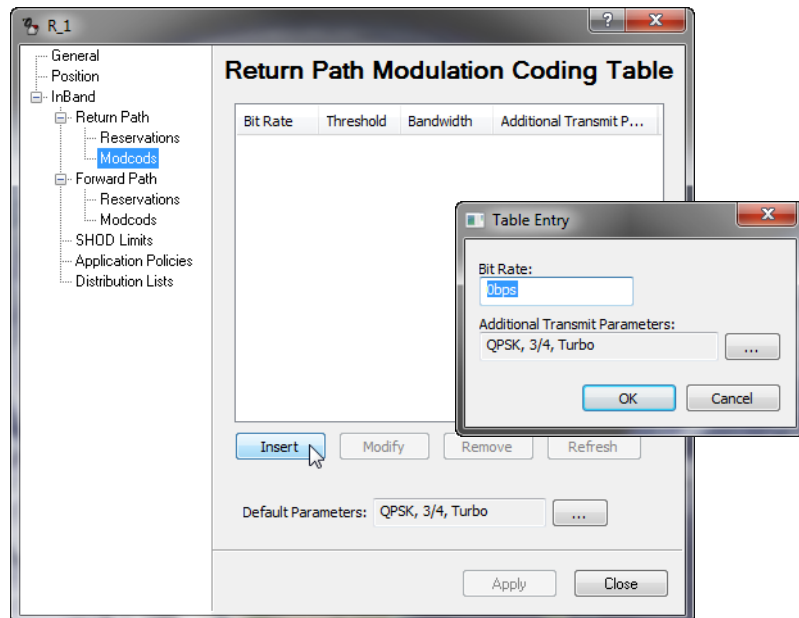 R_1
?
X
General
Position
InBand
Return Path
Reservations
Modcods
Forward Path
Reservations
Modcods
SHOD Limits
Application Policies
Distribution Lists
Return Path Modulation Coding Table
Bit Rate Threshold Bandwidth Additional Transmit P...
Table Entry
X
Bit Rate:
0bps
Additional Transmit Parameters:
QPSK, 3/4, Turbo ...
OK Cancel
Insert Modify Remove Refresh
Default Parameters: QPSK, 3/4, Turbo ...
Apply Close